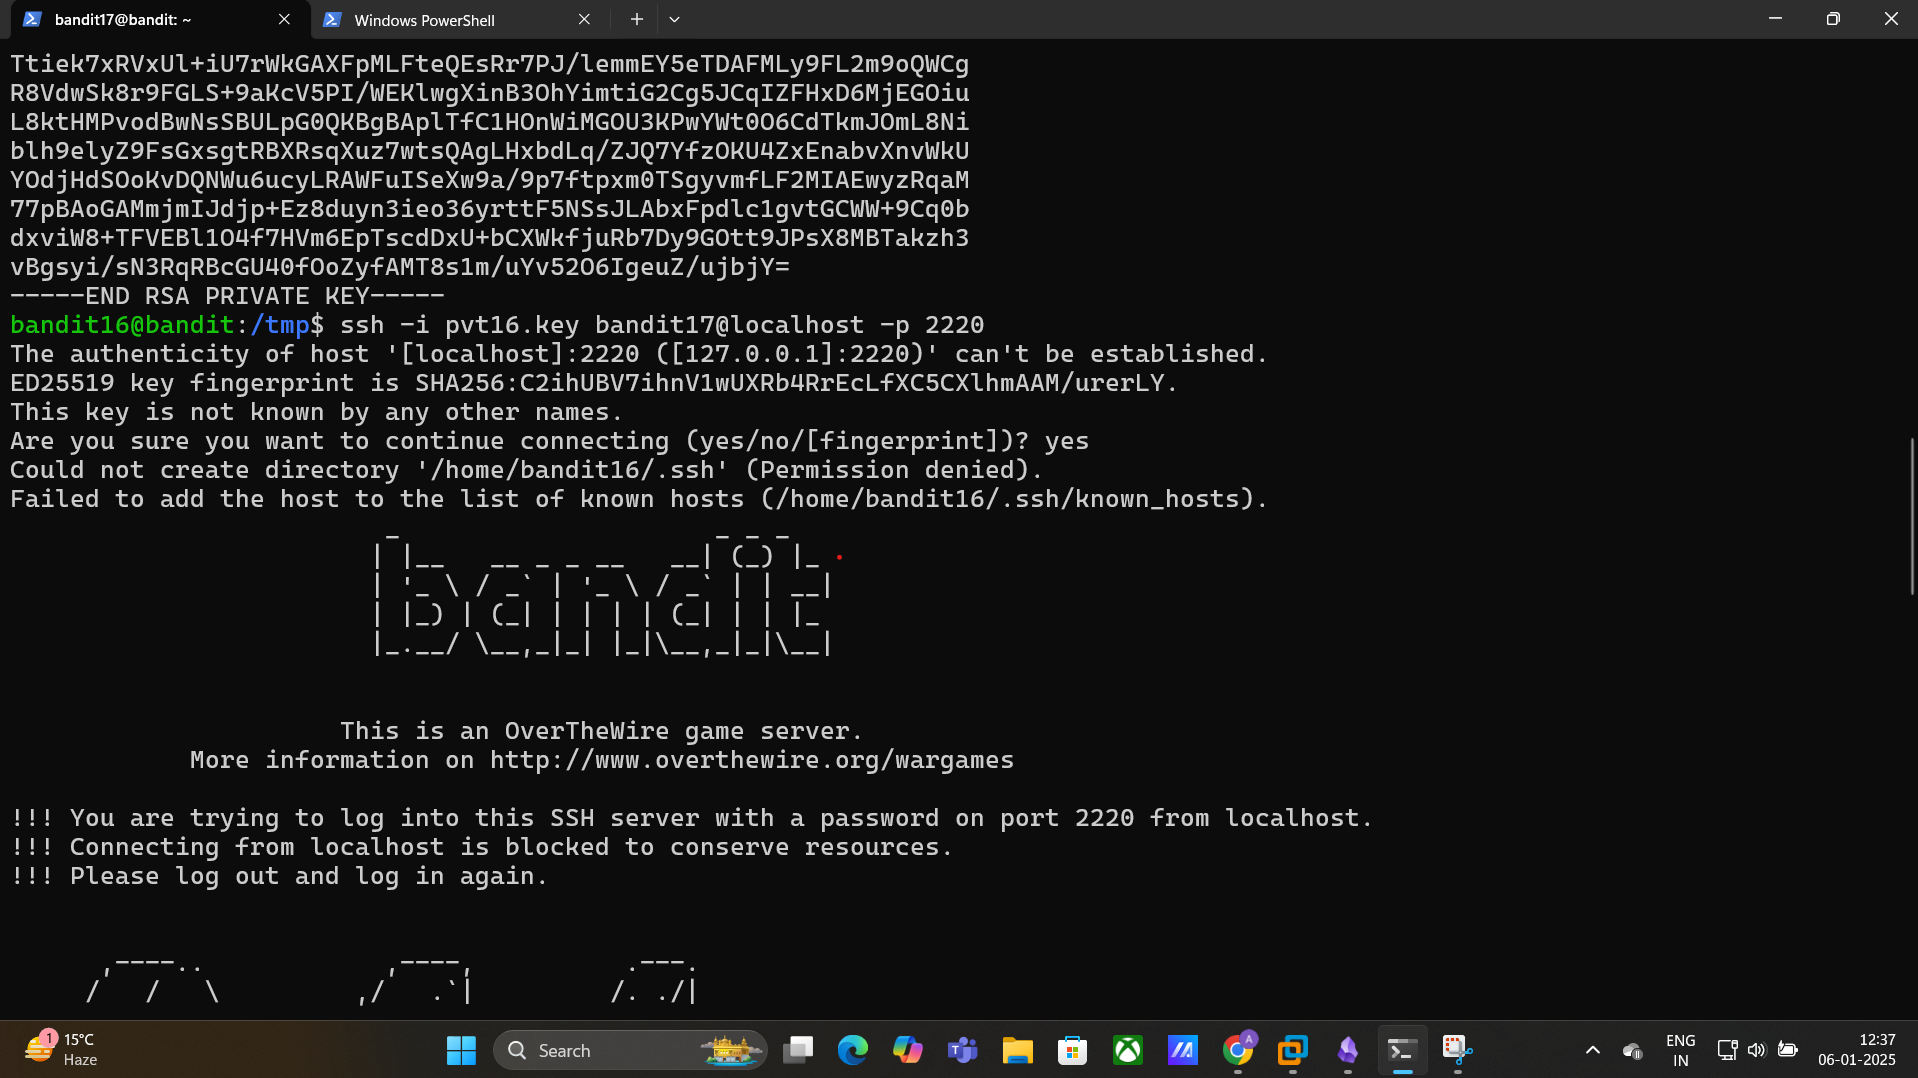 bandit17@bandit: ~
Windows PowerShell
Ttiek7xRVxUl+iU7rWkGAXFpMLFteQEsRr7PJ/lemmEY5eTDAFMLy9FL2m9oQWCg
R8VdwSk8r9FGLS+9aKcV5PI/WEKlwgXinB3OhYimtiG2Cg5JCqIZFHxD6MjEGOiu
L8ktHMPvodBwNsSBULpG0QKBgBAplTfC1HOnWiMGOU3KPwYWt0O6CdTkmJOmL8Ni
blh9elyZ9FsGxsgtRBXRsqXuz7wtsQAgLHxbdLq/ZJQ7YfzOKU4ZxEnabvXnvWkU
YOdjHdSOoKvDQNWu6ucyLRAWFuISeXw9a/9p7ftpxm0TSgyvmfLF2MIAEwyzRqaM
77pBAoGAMmjmIJdjp+Ez8duyn3ieo36yrttF5NSsJLAbxFpdlc1gvtGCWW+9Cq0b
dxviW8+TFVEBl1O4f7HVm6EpTscdDxU+bCXWkfjuRb7Dy9GOtt9JPsX8MBTakzh3
vBgsyi/sN3RqRBcGU40fOoZyfAMT8s1m/uYv52O6IgeuZ/ujbjY=
-----END RSA PRIVATE KEY-----
bandit16@bandit:/tmp$ ssh -i pvt16.key bandit17@localhost -p 2220
The authenticity of host '[localhost]:2220 ([127.0.0.1]:2220)' can't be established.
ED25519 key fingerprint is SHA256:C2ihUBV7ihnV1wUXRb4RrEcLfXC5CXlhmAAM/urerLY.
This key is not known by any other names.
Are you sure you want to continue connecting (yes/no/[fingerprint])? yes
Could not create directory '/home/bandit16/.ssh' (Permission denied).
Failed to add the host to the list of known hosts (/home/bandit16/.ssh/known_hosts).
bandit
This is an OverTheWire game server.
More information on http://www.overthewire.org/wargames
!!! You are trying to log into this SSH server with a password on port 2220 from localhost.
!!! Connecting from localhost is blocked to conserve resources.
!!! Please log out and log in again.
1
15°C
Haze
Search
A
ENG
IN
12:37
06-01-2025